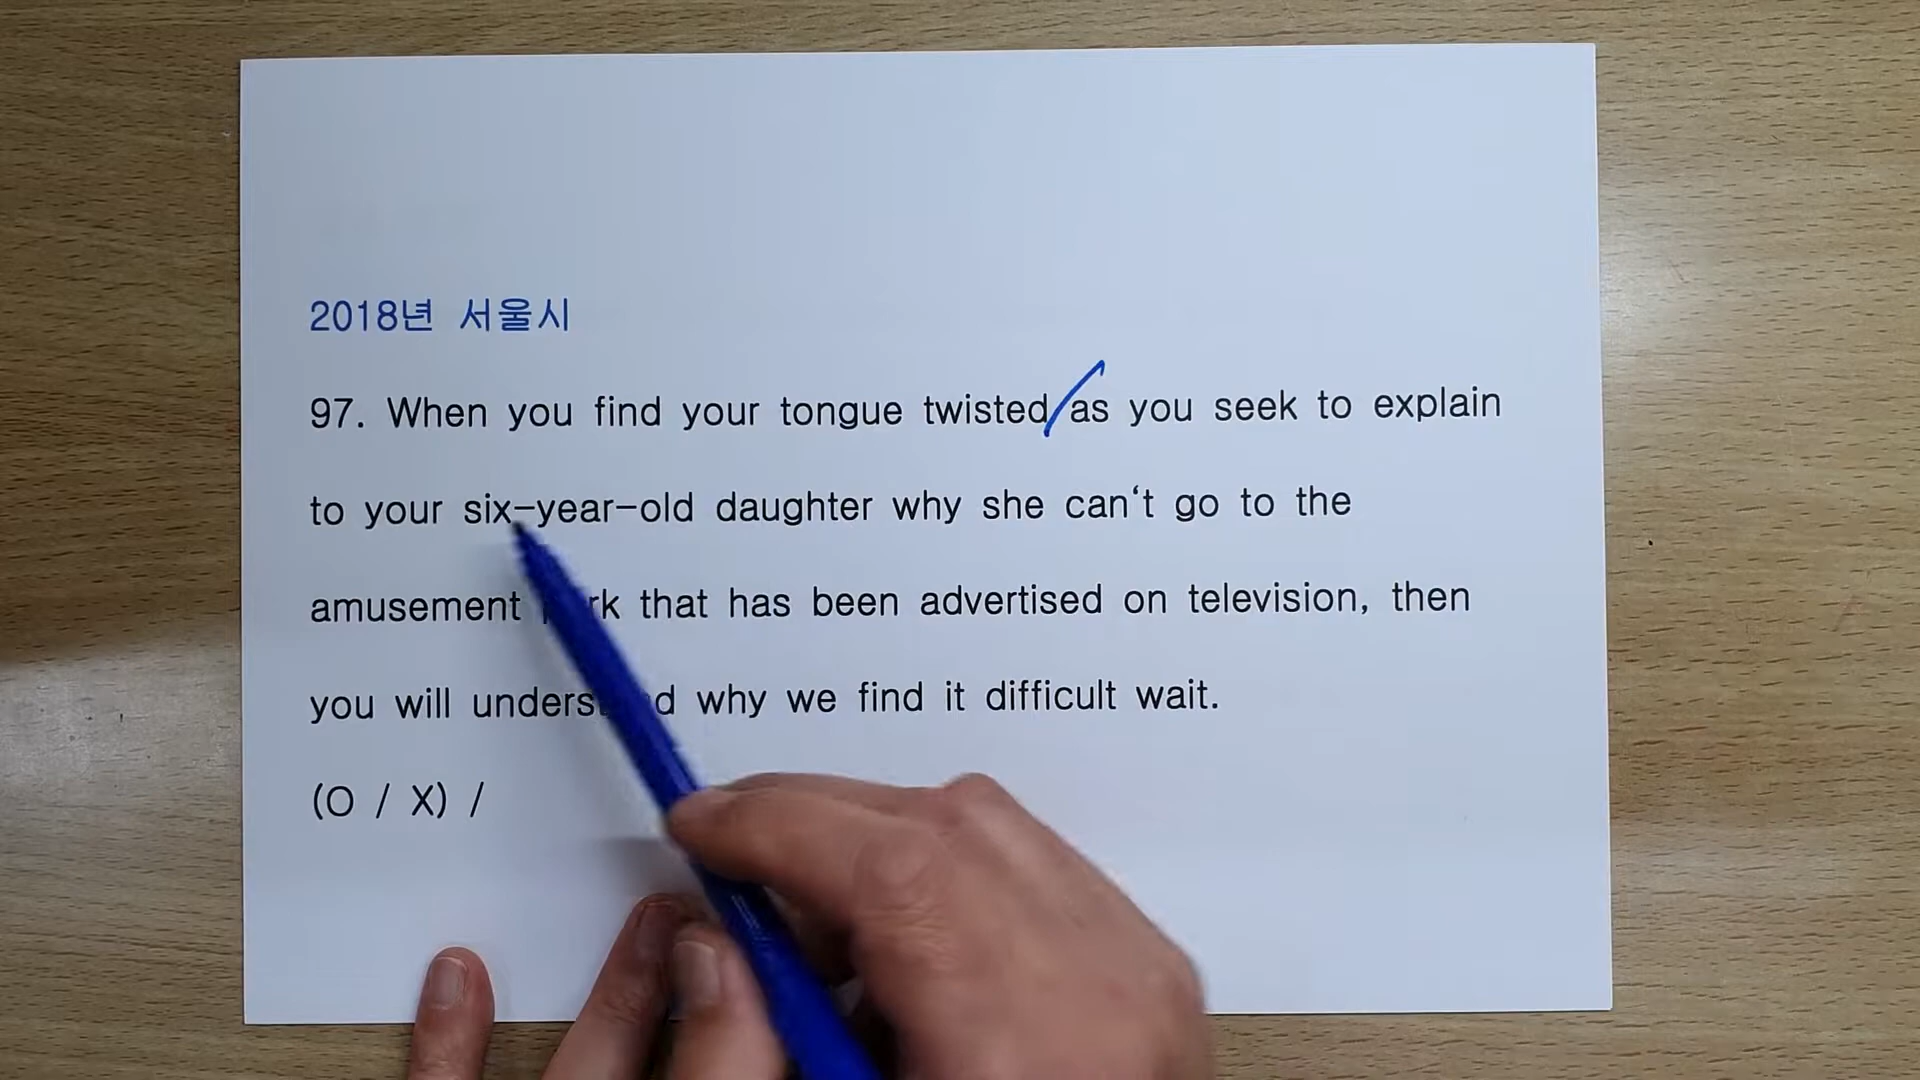 2018년 서울시
97. When you find your tongue twisted as you seek to explain
to your six-year-old daughter why she can't go to the
amusement that has been advertised on television, then
you will why we find it difficult wait.
(O / X) /